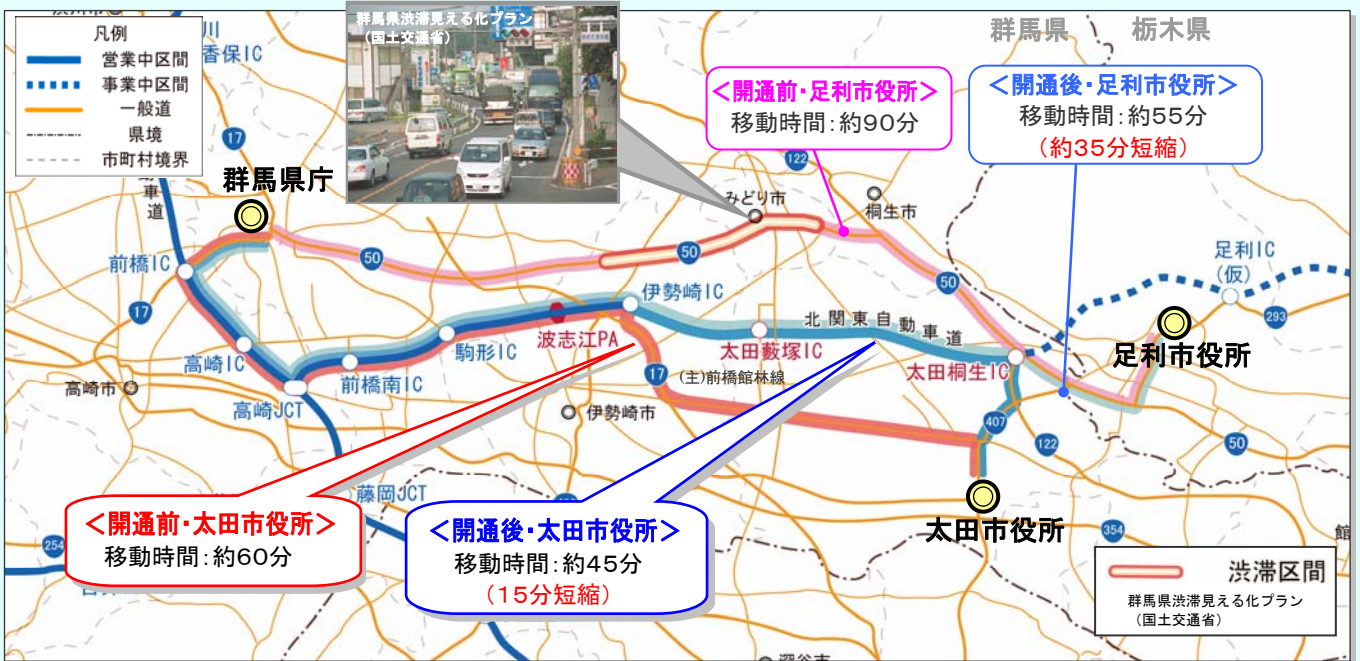 凡例
営業中区間
事業中区間
一般道
県境
市町村境界
群馬県渋滞見える化プラン
(国土交通省)
群馬県
栃木県
川
香保IC
17
動
車
道
群馬県庁
<開通前・足利市役所>
移動時間:約90分
<開通後・足利市役所>
移動時間:約55分
(約35分短縮)
122
みどり市
桐生市
50
50
50
足利IC
(仮)
293
前橋IC
17
伊勢崎IC
北関東自動車道
足利市役所
高崎IC
駒形IC
波志江PA
太田藪塚IC
太田桐生IC
前橋南IC
17
(主)前橋館林線
高崎市
高崎JCT
伊勢崎市
407
122
50
藤岡JCT
太田市役所
<開通前・太田市役所>
移動時間:約60分
<開通後・太田市役所>
移動時間:約45分
(15分短縮)
254
354
館
渋滞区間
群馬県渋滞見える化プラン
(国土交通省)
深谷市